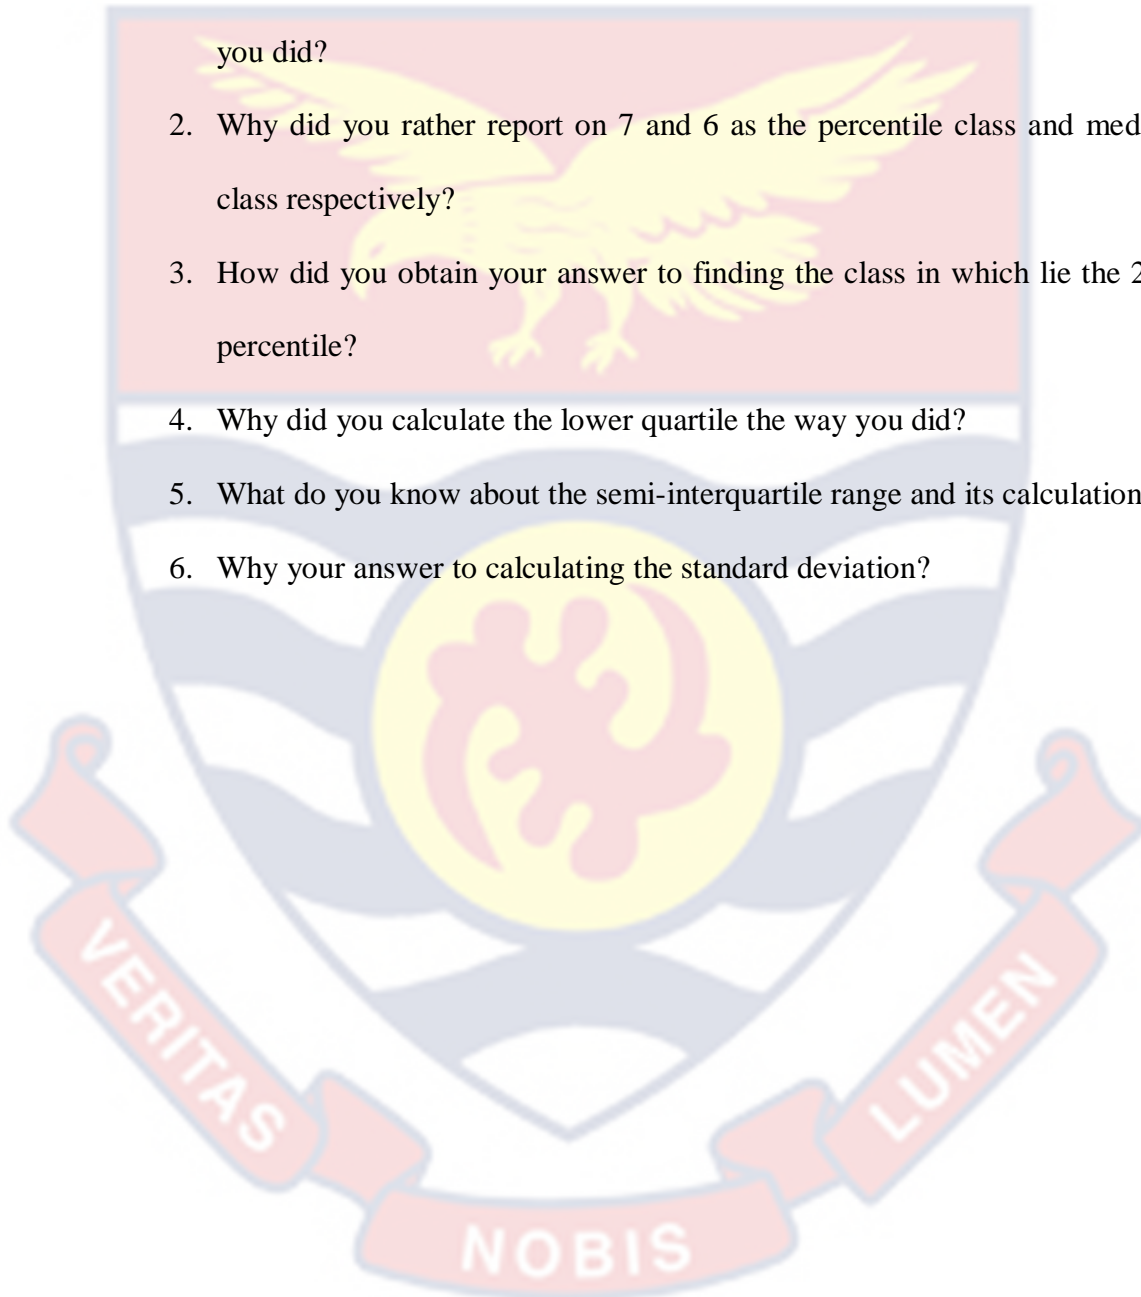 you did?
2. Why did you rather report on 7 and 6 as the percentile class and med
class respectively?
3. How did you obtain your answer to finding the class in which lie the 2
percentile?
4. Why did you calculate the lower quartile the way you did?
5. What do you know about the semi-interquartile range and its calculation
6. Why your answer to calculating the standard deviation?
VERITAS
NOBIS
LUMEN